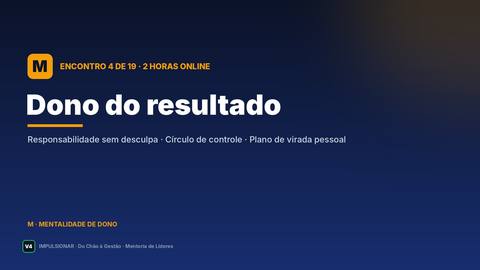 M ENCONTRO 4 DE 19 · 2 HORAS ONLINE
Dono do resultado
Responsabilidade sem desculpa · Círculo de controle · Plano de virada pessoal
M · MENTALIDADE DE DONO
V4 IMPULSIONAR · Do Chão à Gestão · Mentoria de Líderes